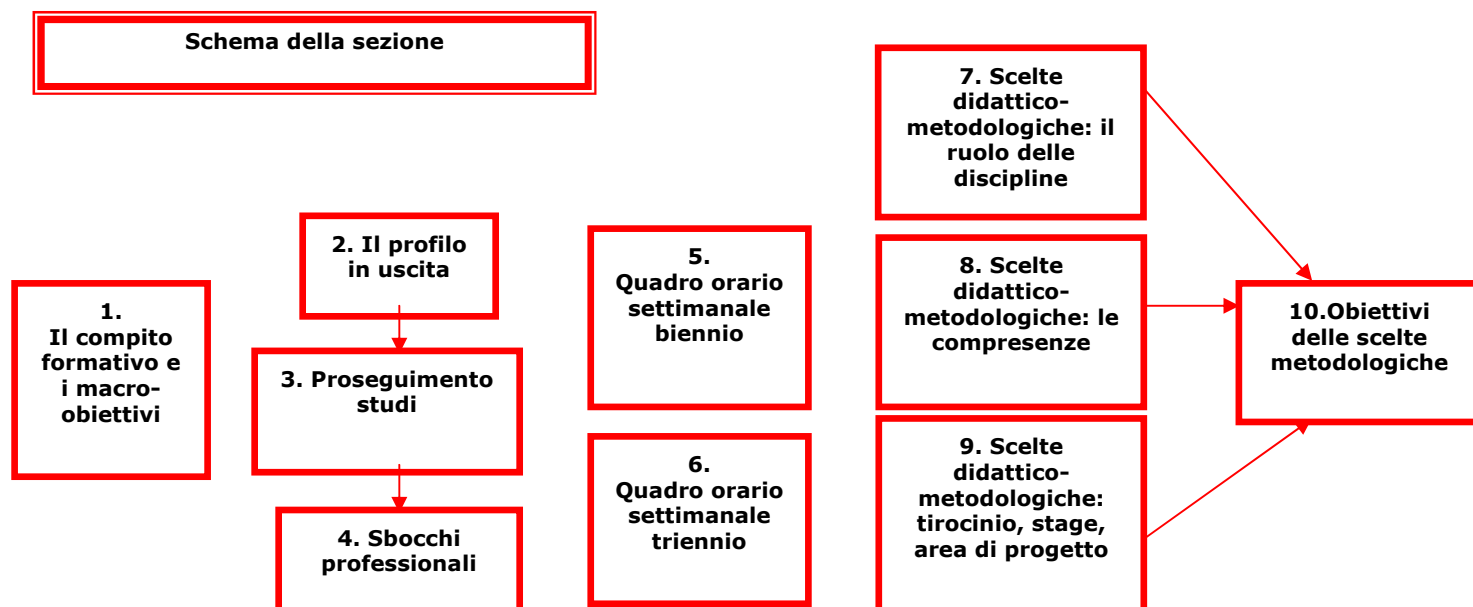 Schema della sezione
1.
Il compito
formativo e
i macro-
obiettivi
2. Il profilo
in uscita
3. Proseguimento
studi
4. Sbocchi
professionali
5.
Quadro orario
settimanale
biennio
6.
Quadro orario
settimanale
triennio
7. Scelte
didattico-
metodologiche: il
ruolo delle
discipline
8. Scelte
didattico-
metodologiche: le
compresenze
9. Scelte
didattico-
metodologiche:
tirocinio, stage,
area di progetto
10.Obiettivi
delle scelte
metodologiche